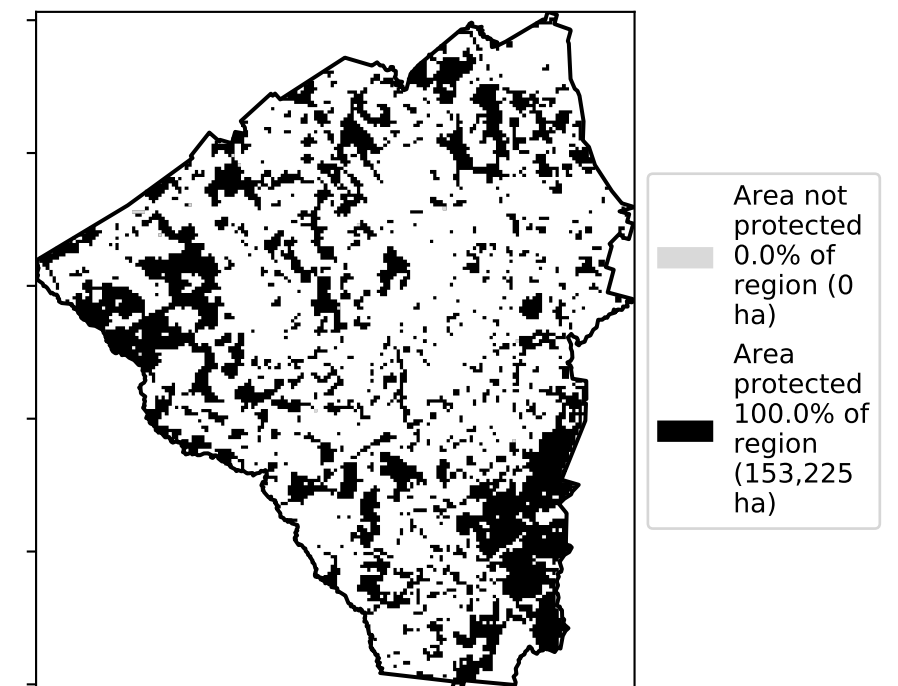 Area not
protected
0.0% of
region (0
ha)
Area
protected
100.0% of
region
(153,225
ha)